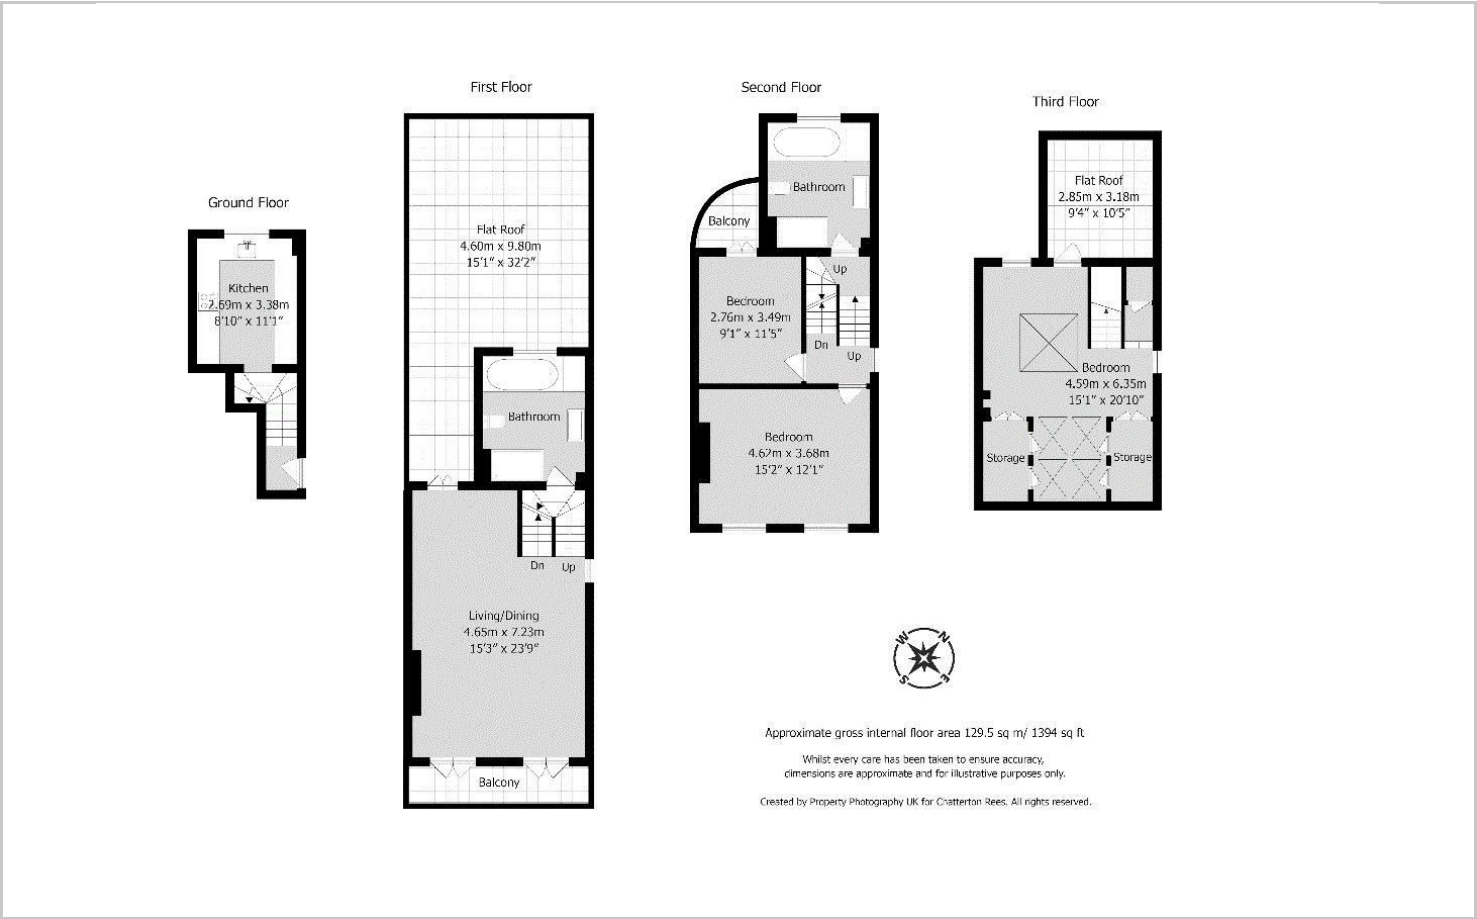 Ground Floor
Kitchen
2.69m x 3.38m
8'10" x 11'1"
First Floor
Flat Roof
4.60m x 9.80m
15'1" x 32'2"
Bathroom
Dn
Up
Living/Dining
4.65m x 7.23m
15'3" x 23'9"
Balcony
Second Floor
Bathroom
Balcony
Up
Bedroom
2.76m x 3.49m
9'1" x 11'5"
Dn
Up
Bedroom
4.62m x 3.68m
15'2" x 12'1"
Third Floor
Flat Roof
2.85m x 3.18m
9'4" x 10'5"
Bedroom
4.59m x 6.35m
15'1" x 20'10"
Storage
Storage
W
N
S
E
Approximate gross internal floor area 129.5 sq m/ 1394 sq ft
Whilst every care has been taken to ensure accuracy,
dimensions are approximate and for illustrative purposes only.
Created by Property Photography UK for Chatterton Rees. All rights reserved.